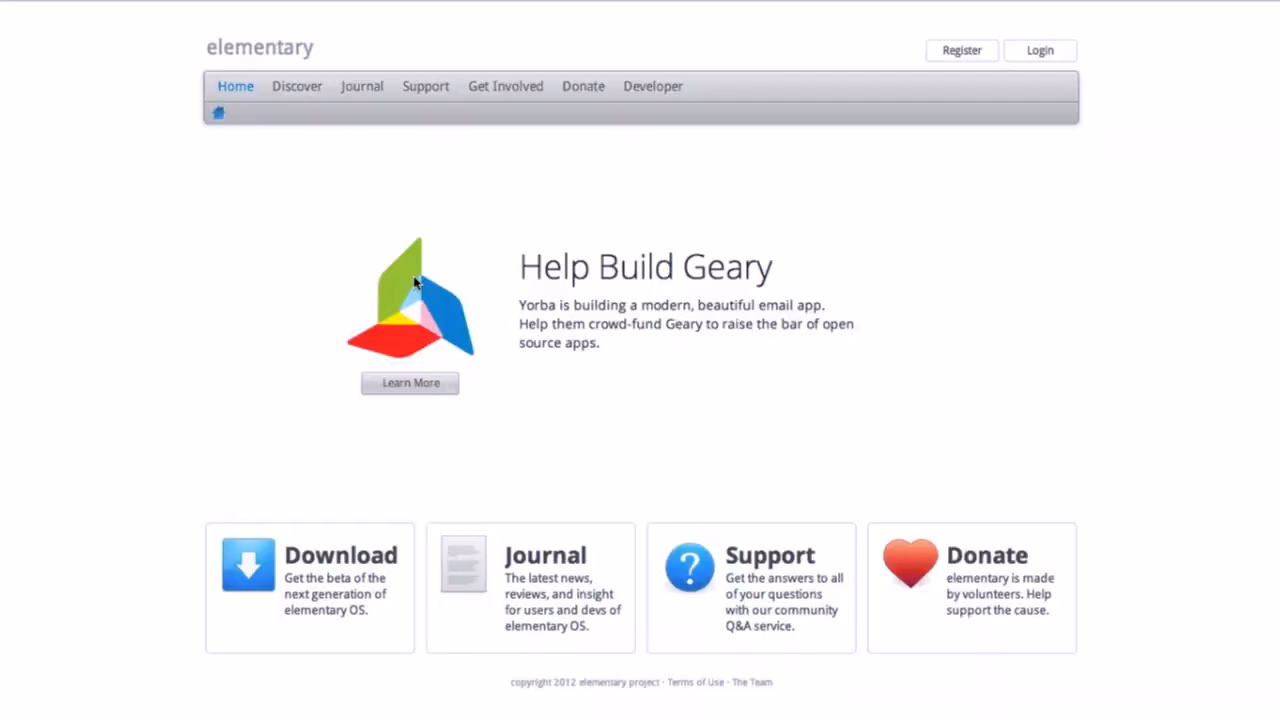 elementary
Register
Login
Home
Discover
Journal
Support
Get Involved
Donate
Developer
Help Build Geary
Yorba is building a modern, beautiful email app.
Help them crowd-fund Geary to raise the bar of open
source apps.
Learn More
Download
Get the beta of the
next generation of
elementary OS.
Journal
The latest news,
reviews, and insight
for users and devs of
elementary OS.
Support
Get the answers to all
of your questions
with our community
Q&A service.
Donate
elementary is made
by volunteers. Help
support the cause.
copyright 2012 elementary project · Terms of Use · The Team